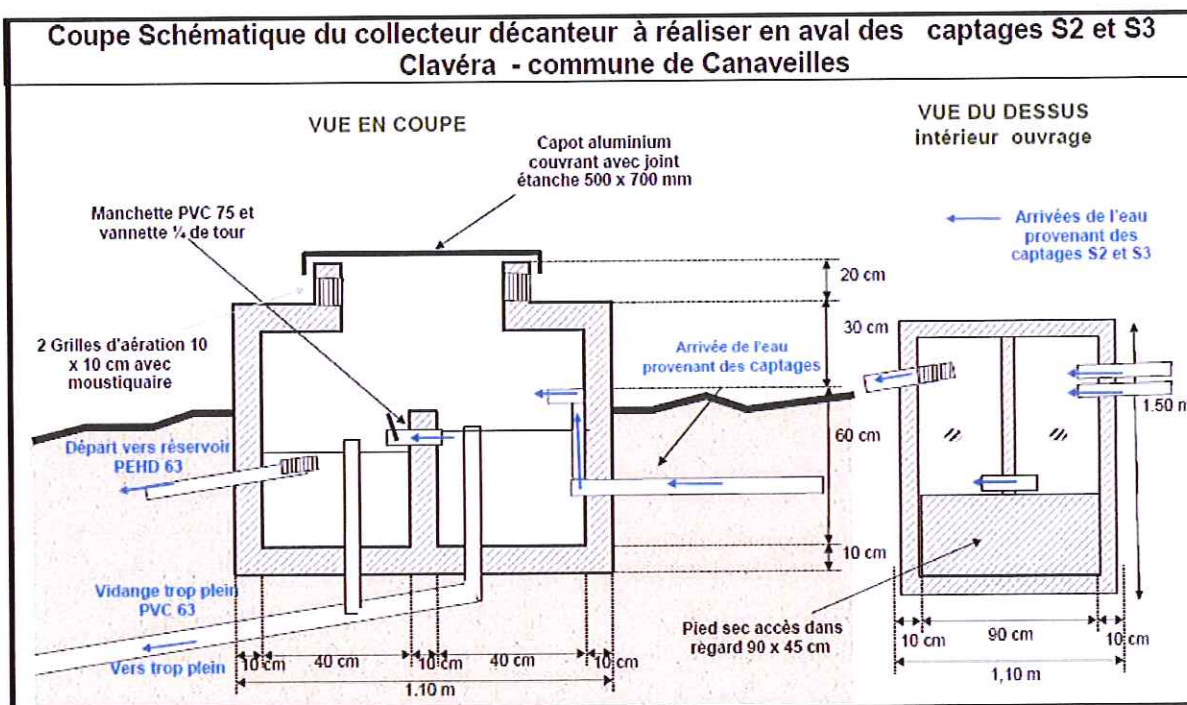 Coupe Schématique du collecteur décanteur à réaliser en aval des captages S2 et S3
Clavéra - commune de Canaveilles
VUE EN COUPE
VUE DU DESSUS
intérieur ouvrage
Capot aluminium
couvrant avec joint
étanche 500 x 700 mm
Manchette PVC 75 et
vannette ¼ de tour
Arrivées de l'eau
provenant des
captages S2 et S3
20 cm
30 cm
2 Grilles d'aération 10
x 10 cm avec
moustiquaire
Arrivée de l'eau
provenant des captages
1.50 m
60 cm
Départ vers réservoir
PEHD 63
10 cm
Vidange trop plein
PVC 63
Pied sec accès dans
règard 90 x 45 cm
Vers trop plein
10 cm
40 cm
10 cm
40 cm
10 cm
1.10 m
10 cm
90 cm
10 cm
1,10 m